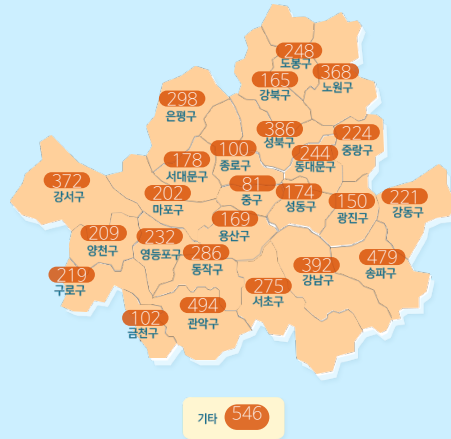 248
도봉구
368
노원구
165
강북구
298
은평구
386
성북구
224
중랑구
100
종로구
244
동대문구
178
서대문구
372
강서구
202
마포구
81
중구
174
성동구
150
광진구
221
강동구
169
용산구
209
양천구
232
영등포구
286
동작구
479
송파구
392
강남구
219
구로구
275
서초구
494
관악구
102
금천구
기타 546